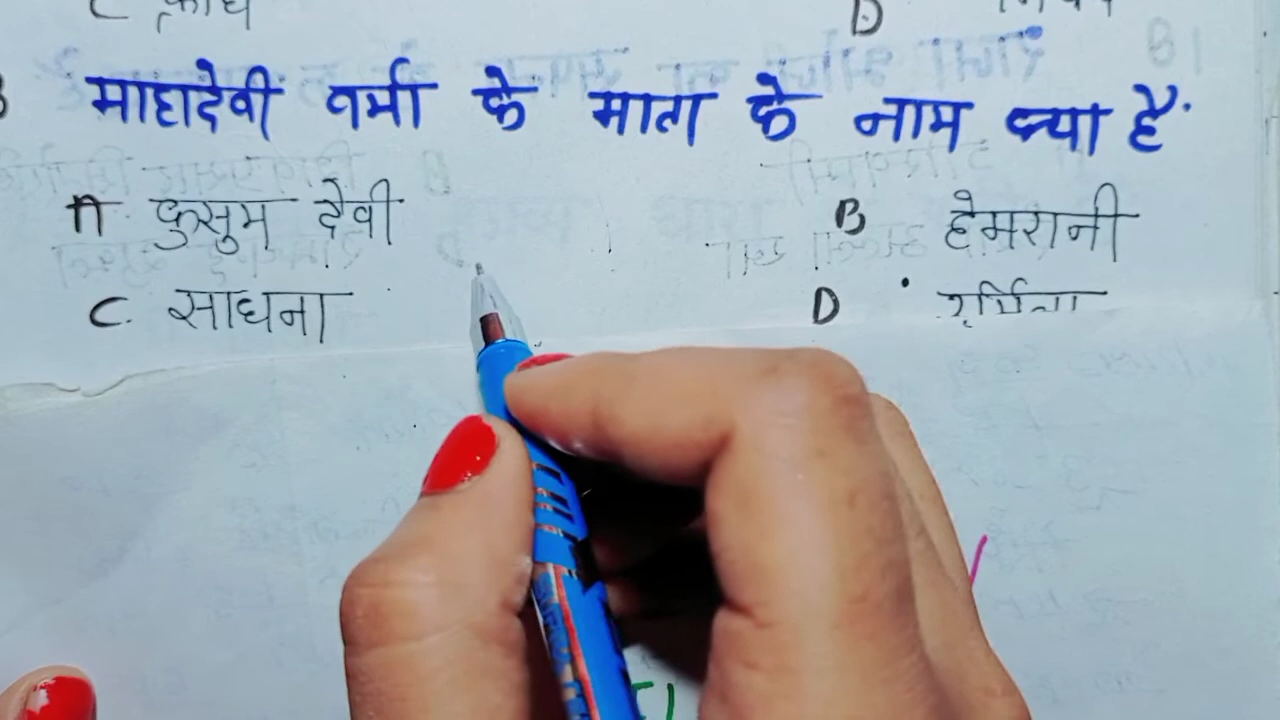 C क्रोध D
माहादेवी वर्मा के माता के नाम क्या है
A कुसुम देवी B हेमरानी
C. साधना D